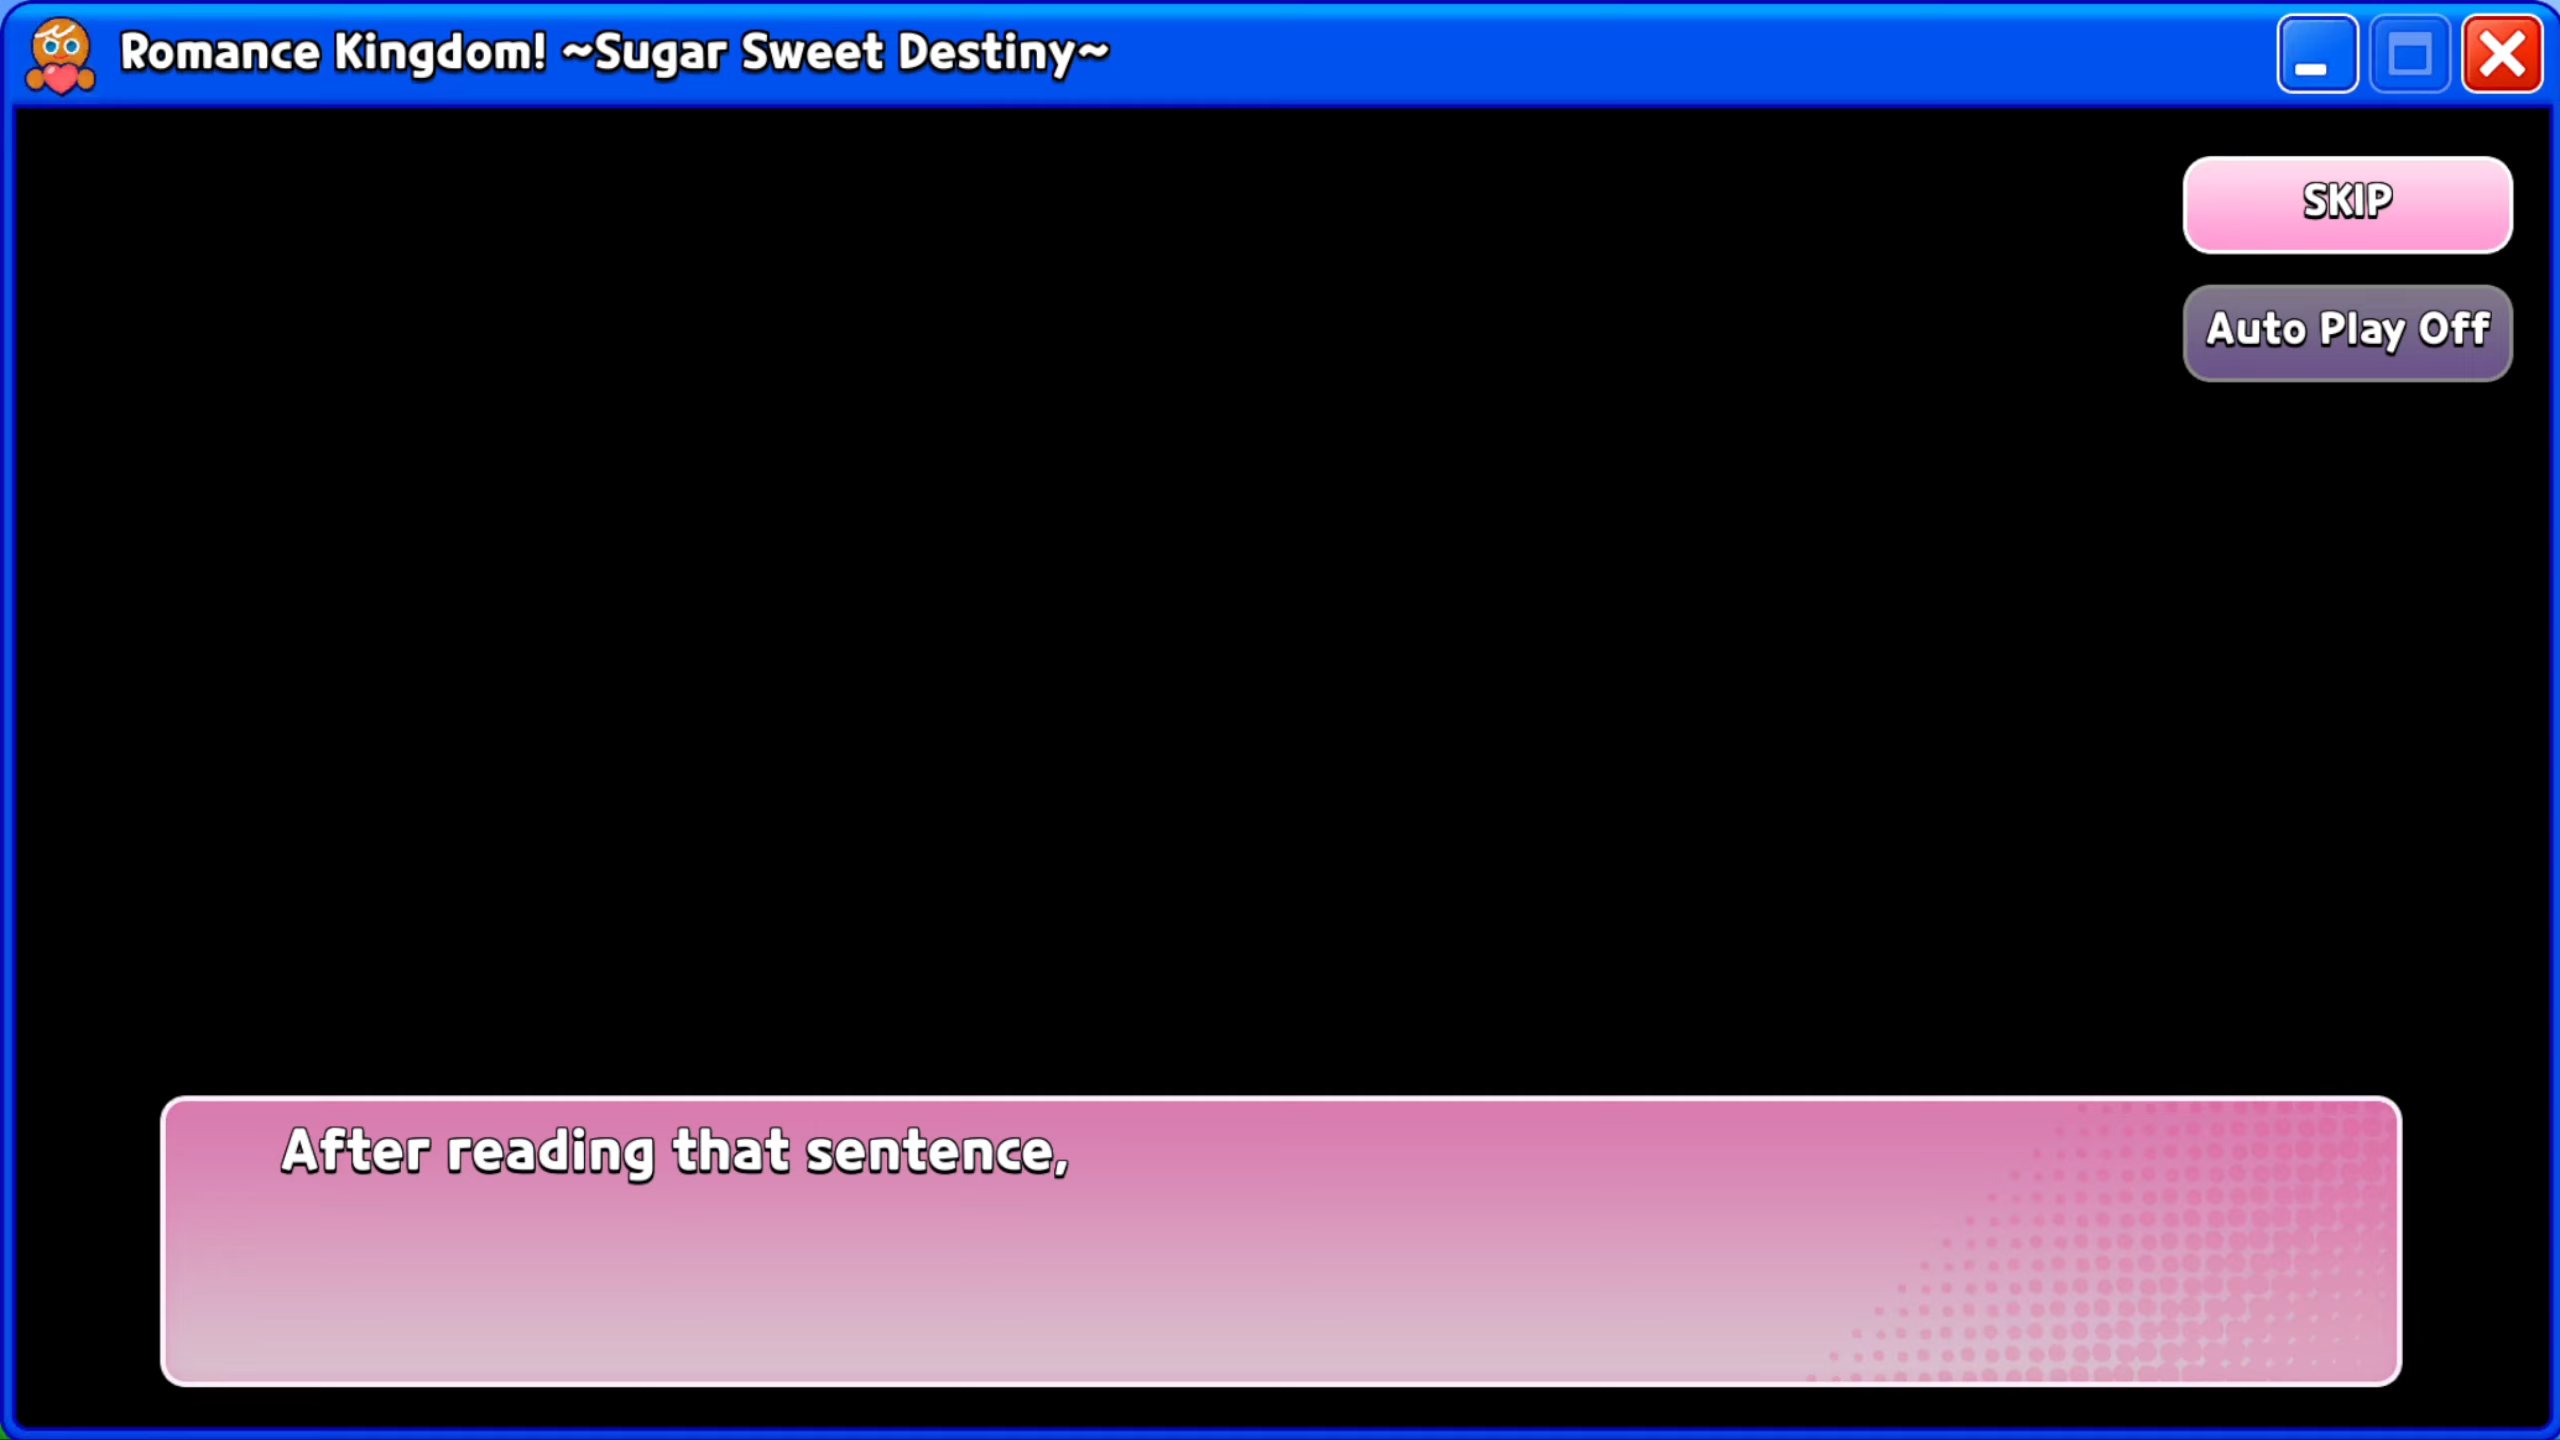 Romance Kingdom! ~Sugar Sweet Destiny~
SKIP
Auto Play Off
After reading that sentence,